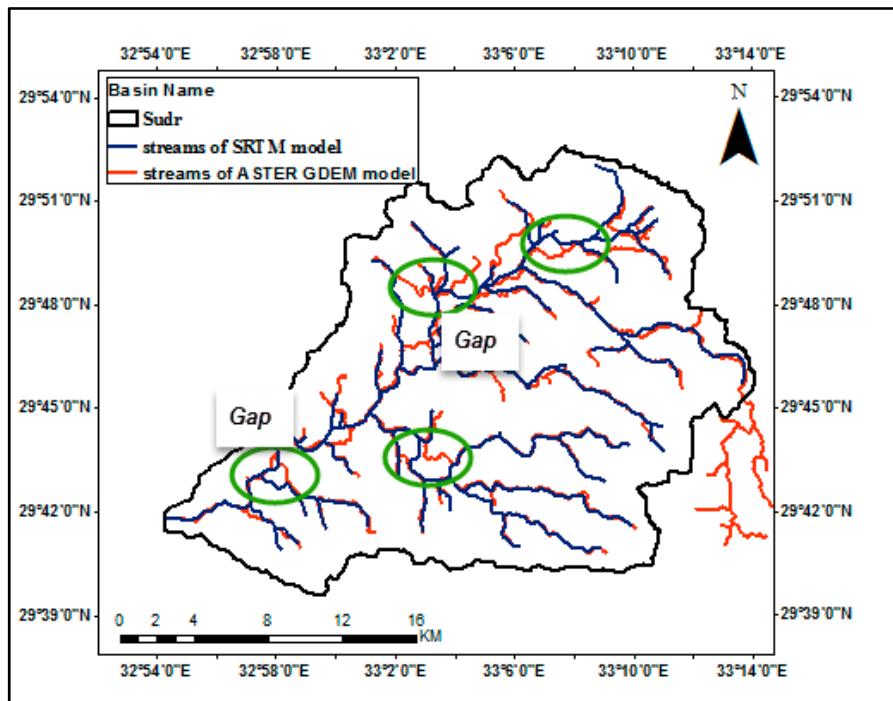 32°54'0"E 32°58'0"E 33°2'0"E 33°6'0"E 33°10'0"E 33°14'0"E
Basin Name
Sudr
streams of SRTM model
streams of ASTER GDEM model
N
29°54'0"N 29°54'0"N
29°51'0"N 29°51'0"N
29°48'0"N 29°48'0"N
Gap
29°45'0"N 29°45'0"N
Gap
29°42'0"N 29°42'0"N
29°39'0"N 29°39'0"N
0 2 4 8 12 16
KM
32°54'0"E 32°58'0"E 33°2'0"E 33°6'0"E 33°10'0"E 33°14'0"E